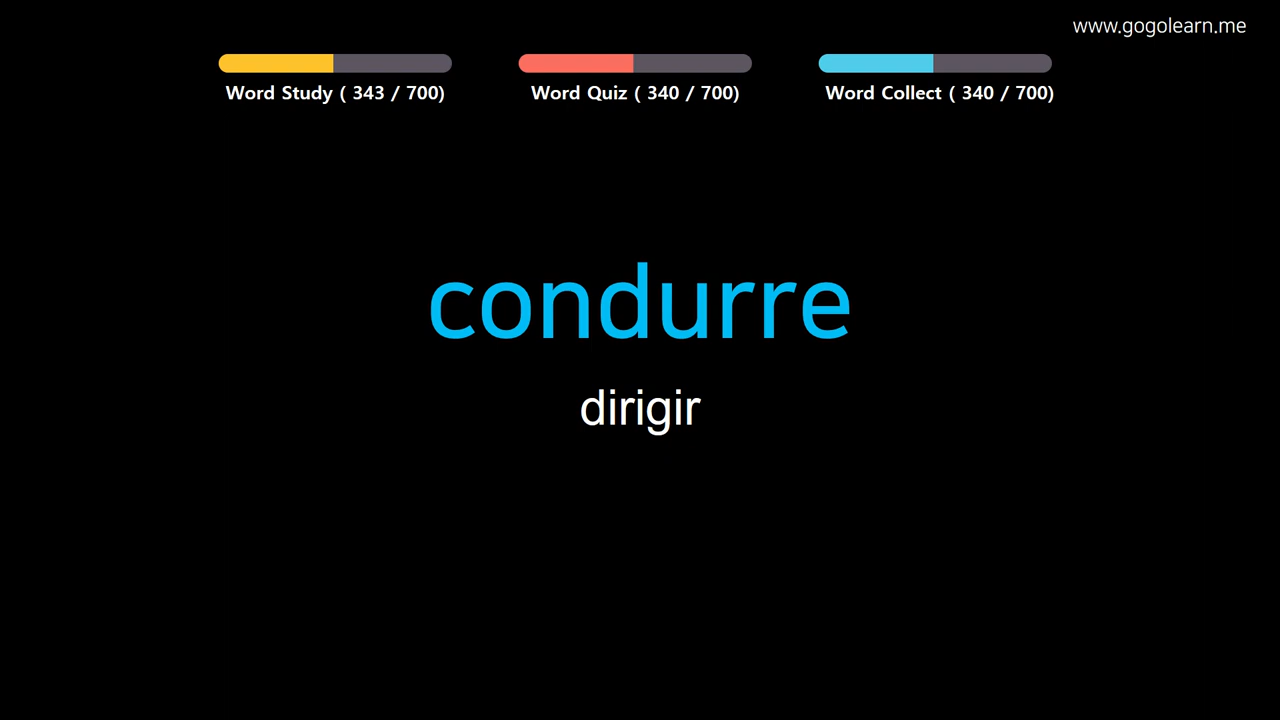 www.gogolearn.me
Word Study ( 343 / 700)
Word Quiz ( 340 / 700)
Word Collect ( 340 / 700)
condurre
dirigir